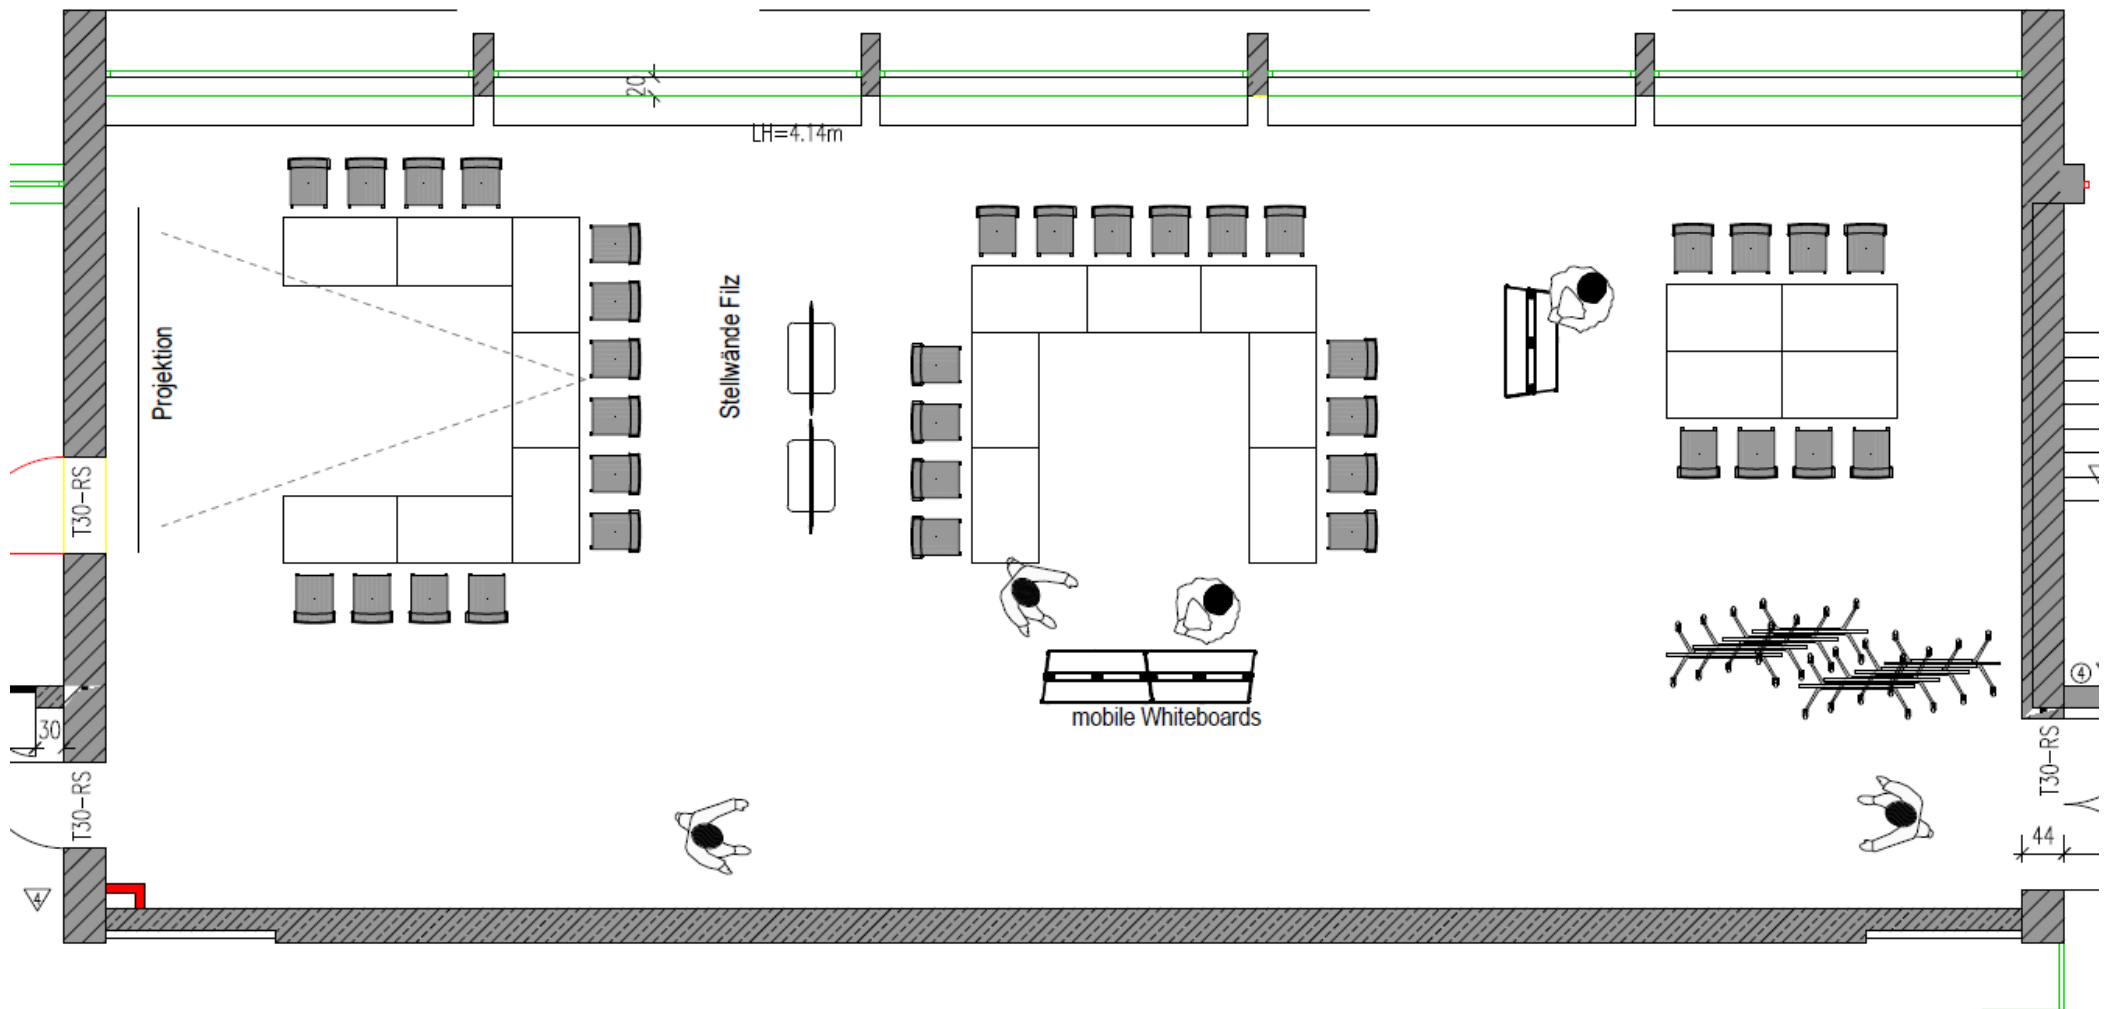 20
LH=4.14m
Projektion
Stellwände Filz
T30-RS
mobile Whiteboards
30
T30-RS
T30-RS
4
44
4